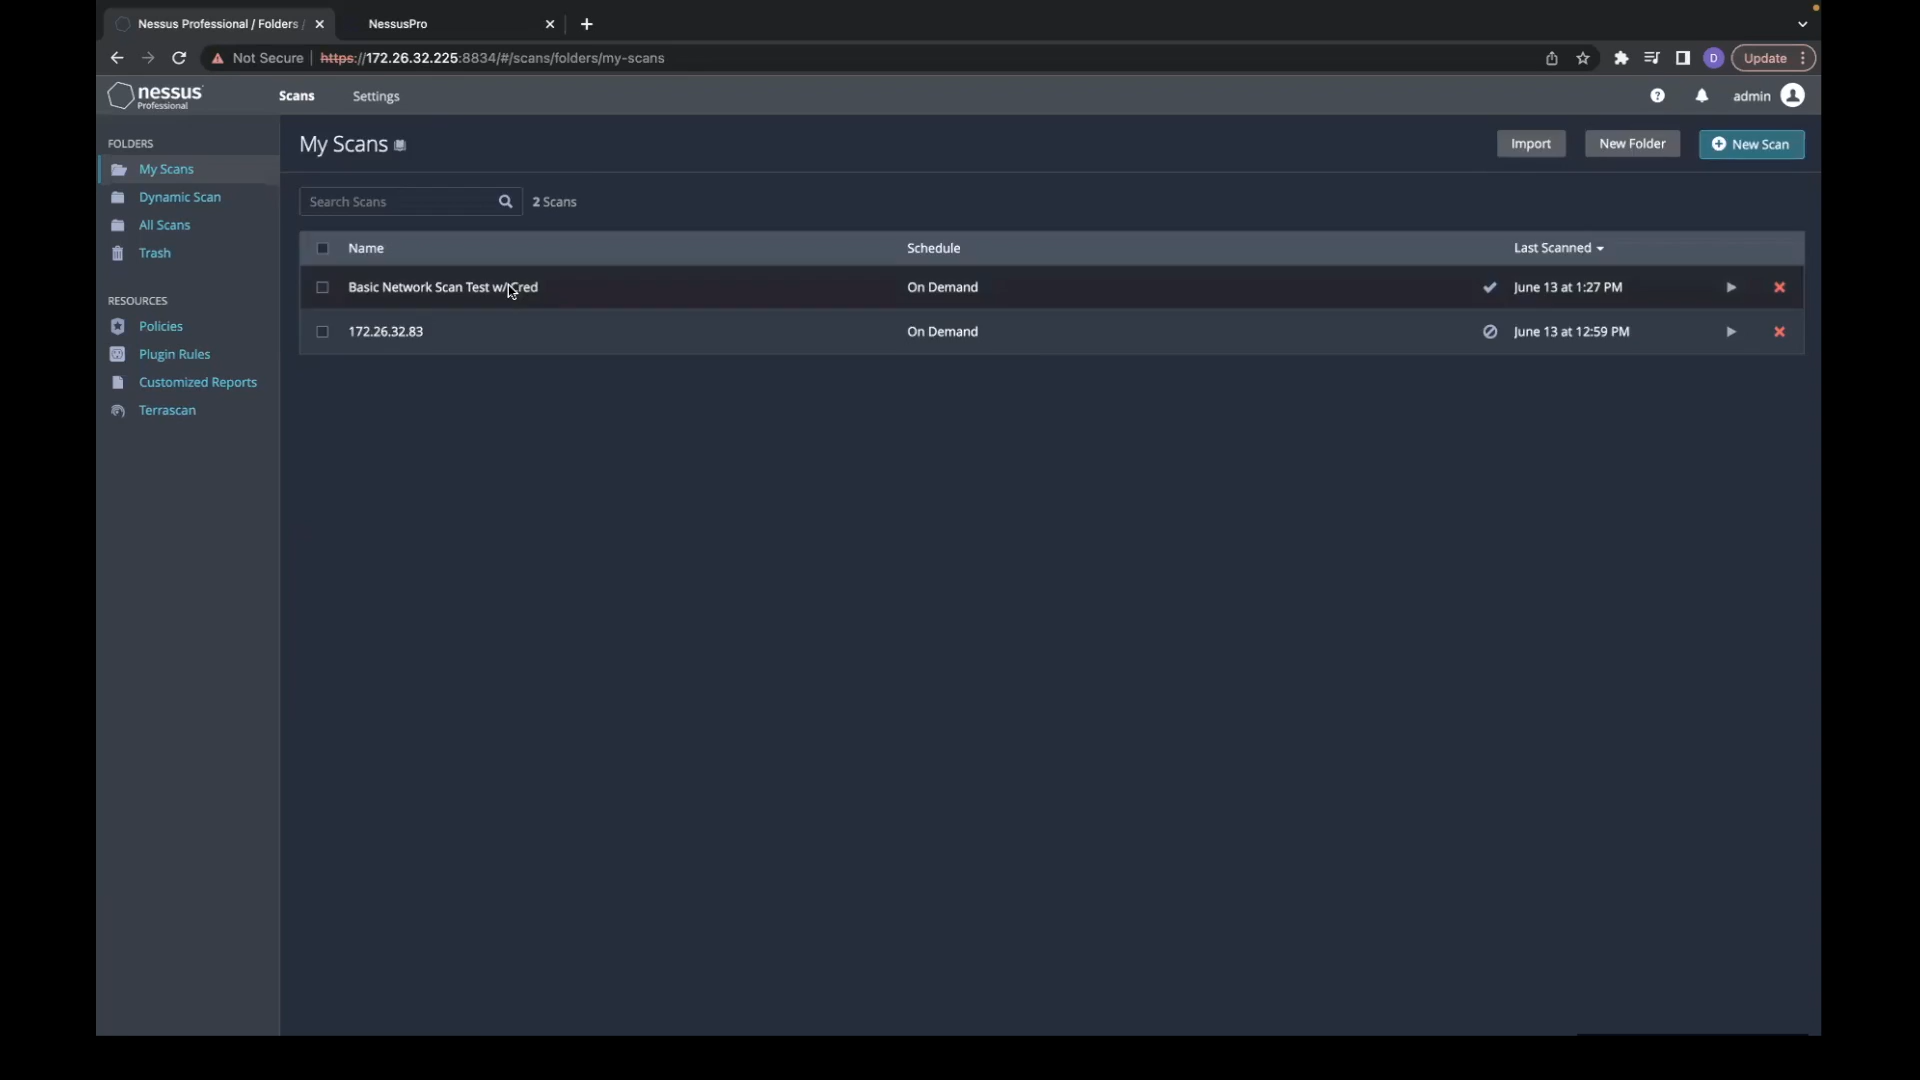 Nessus Professional / Folders /
NessusPro
Not Secure https://172.26.32.225:8834/#/scans/folders/my-scans
D
Update
nessus
Professional
Scans
Settings
admin
FOLDERS
My Scans
Dynamic Scan
All Scans
Trash
RESOURCES
Policies
Plugin Rules
Customized Reports
Terrascan
My Scans
Import
New Folder
New Scan
Search Scans
2 Scans
Name Schedule Last Scanned
Basic Network Scan Test w/ Cred On Demand June 13 at 1:27 PM
172.26.32.83 On Demand June 13 at 12:59 PM